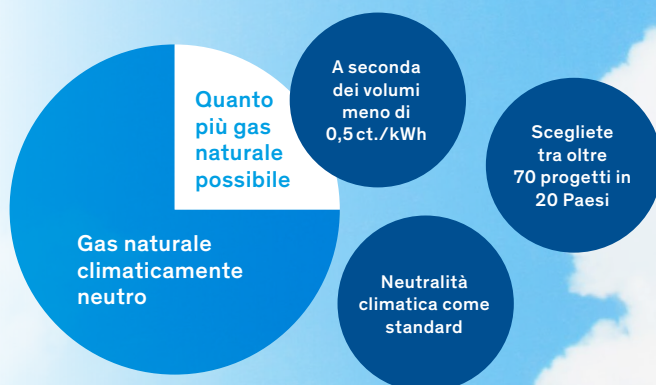 Quanto
più gas
naturale
possibile
Gas naturale
climaticamente
neutro
A seconda
dei volumi
meno di
0,5 ct./kWh
Scegliete
tra oltre
70 progetti in
20 Paesi
Neutralità
climatica come
standard